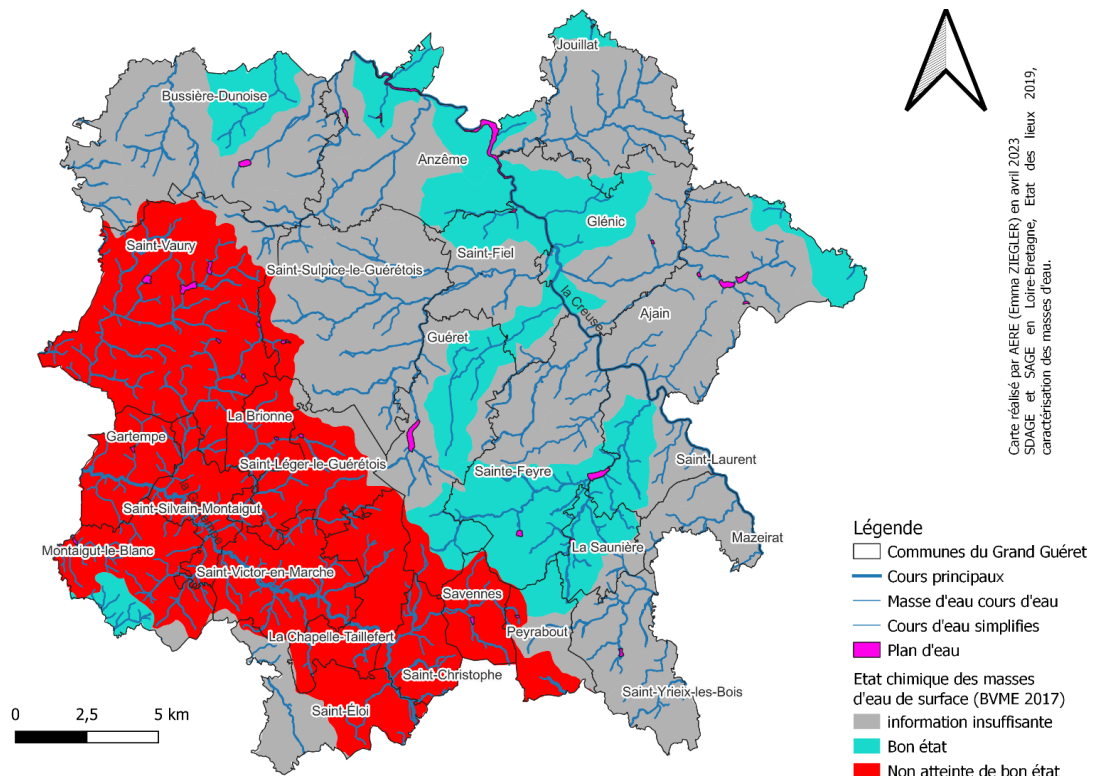 Jouillat
Bussière-Dunoise
Anzême
Glénic
Saint-Vaury
Saint-Fiel
Saint-Sulpice-le-Guérétois
la Creuse
Ajain
Guéret
La Brionne
Gartempe
Saint-Léger-le-Guérétois
Saint-Laurent
Sainte-Feyre
Saint-Silvain-Montaigut
Mazeirat
Montaigut-le-Blanc
La Saunière
Saint-Victor-en-Marche
Savennes
Peyrabout
La Chapelle-Taillefert
Saint-Christophe
Saint-Yrieix-les-Bois
Saint-Éloi
0 2,5 5 km
Carte réalisé par AERE (Emma ZIEGLER) en avril 2023
SDAGE et SAGE en Loire-Bretagne, Etat des lieux 2019,
caractérisation des masses d'eau.
Légende
Communes du Grand Guéret
Cours principaux
Masse d'eau cours d'eau
Cours d'eau simplifies
Plan d'eau
Etat chimique des masses
d'eau de surface (BVME 2017)
information insuffisante
Bon état
Non atteinte de bon état